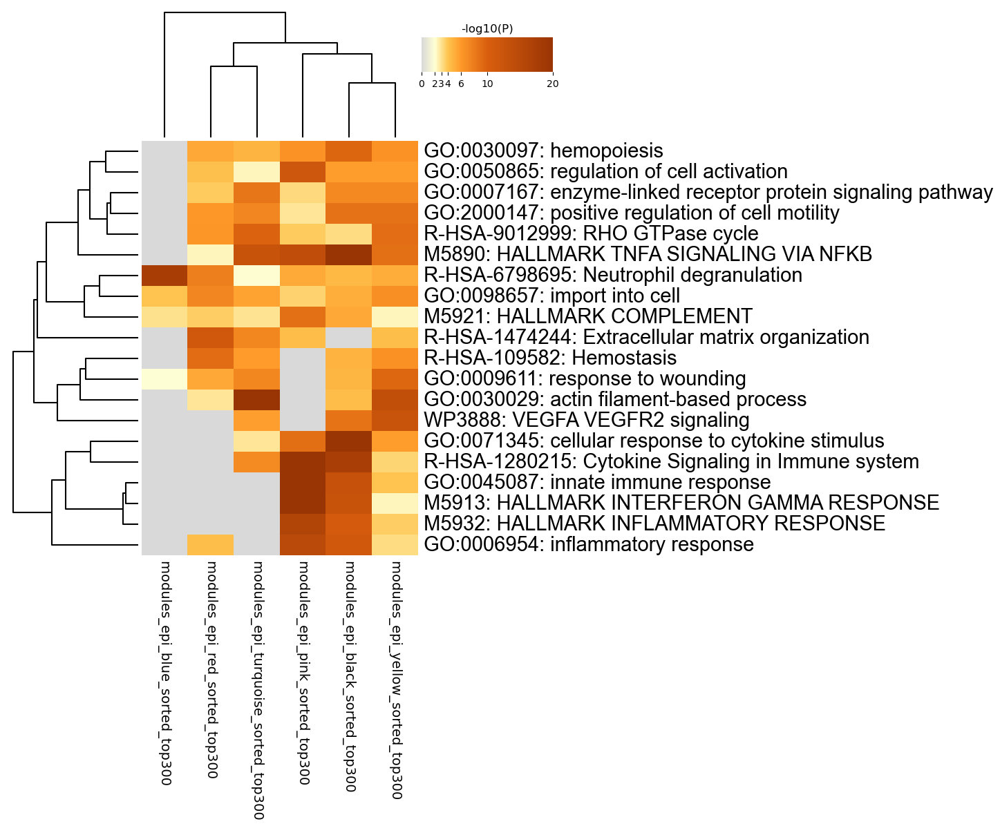 -log10(P)
0 2 3 4 6 10 20
GO:0030097: hemopoiesis
GO:0050865: regulation of cell activation
GO:0007167: enzyme-linked receptor protein signaling pathway
GO:2000147: positive regulation of cell motility
R-HSA-9012999: RHO GTPase cycle
M5890: HALLMARK TNFA SIGNALING VIA NFKB
R-HSA-6798695: Neutrophil degranulation
GO:0098657: import into cell
M5921: HALLMARK COMPLEMENT
R-HSA-1474244: Extracellular matrix organization
R-HSA-109582: Hemostasis
GO:0009611: response to wounding
GO:0030029: actin filament-based process
WP3888: VEGFA VEGFR2 signaling
GO:0071345: cellular response to cytokine stimulus
R-HSA-1280215: Cytokine Signaling in Immune system
GO:0045087: innate immune response
M5913: HALLMARK INTERFERON GAMMA RESPONSE
M5932: HALLMARK INFLAMMATORY RESPONSE
GO:0006954: inflammatory response
modules_epi_blue_sorted_top300
modules_epi_red_sorted_top300
modules_epi_turquoise_sorted_top300
modules_epi_pink_sorted_top300
modules_epi_black_sorted_top300
modules_epi_yellow_sorted_top300